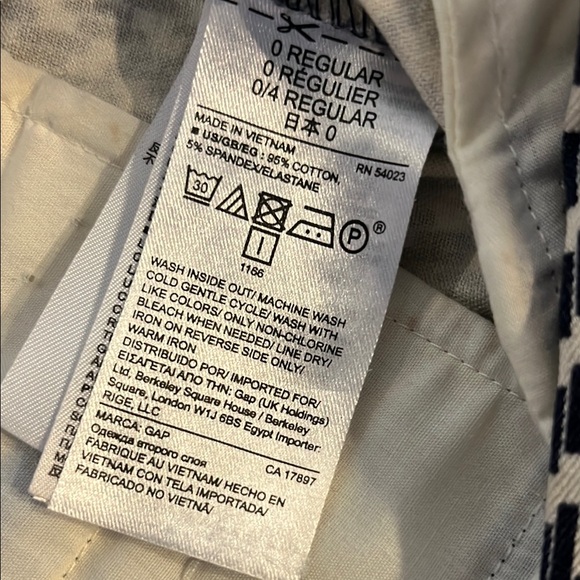 0 REGULAR
0 RÉGULIER
0/4 REGULAR
日本 0
MADE IN VIETNAM RN 54023
■ US/GB/EG : 95% COTTON,
5% SPANDEX/ELASTANE
30 P ®
1166
WASH INSIDE OUT/ MACHINE WASH
COLD GENTLE CYCLE/ WASH WITH
LIKE COLORS/ ONLY NON-CHLORINE
BLEACH WHEN NEEDED/ LINE DRY/
IRON ON REVERSE SIDE ONLY/
WARM IRON
DISTRIBUIDO POR/ IMPORTED FOR/
ΕΙΣΑΓΕΤΑΙ ΑΠΟ ΤΗΝ: Gap (UK Holdings)
Ltd, Berkeley Square House / Berkeley
Square, London W1J 6BS Egypt Importer:
RIGE, LLC
MARCA: GAP CA 17897
Одежда второго слоя
FABRIQUE AU VIETNAM/ HECHO EN
VIETNAM CON TELA IMPORTADA/
FABRICADO NO VIETNÃ/